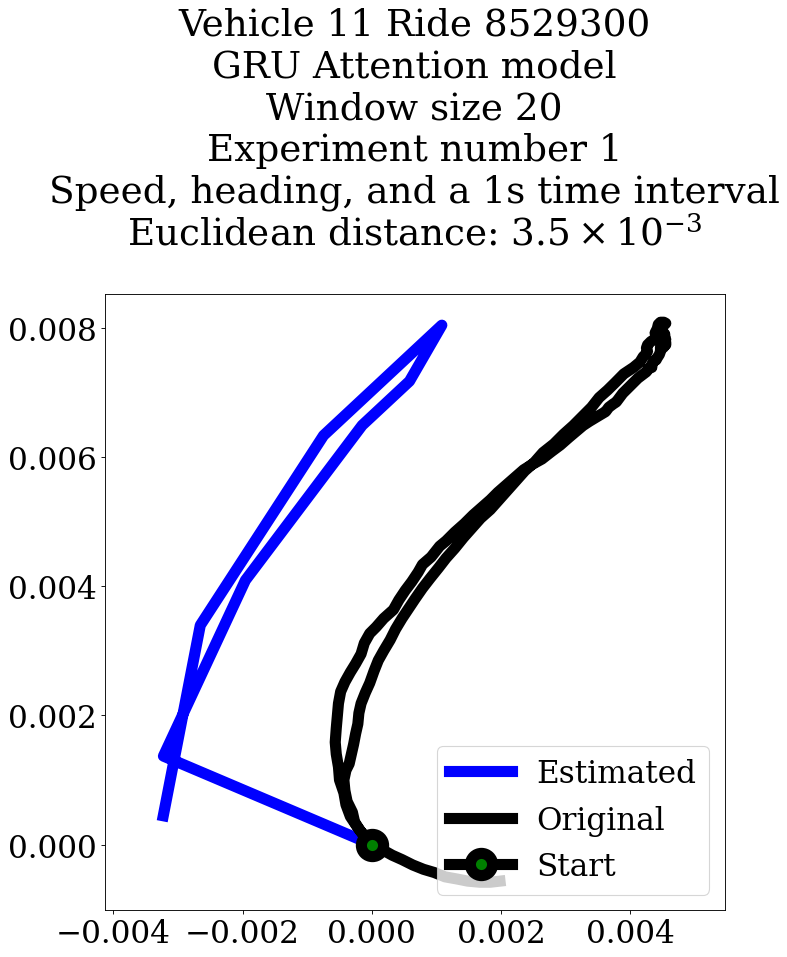 Vehicle 11 Ride 8529300
GRU Attention model
Window size 20
Experiment number 1
Speed, heading, and a 1s time interval
Euclidean distance: 3.5 × 10⁻³
0.008
0.006
0.004
0.002
0.000
Estimated
Original
Start
−0.004 −0.002 0.000 0.002 0.004